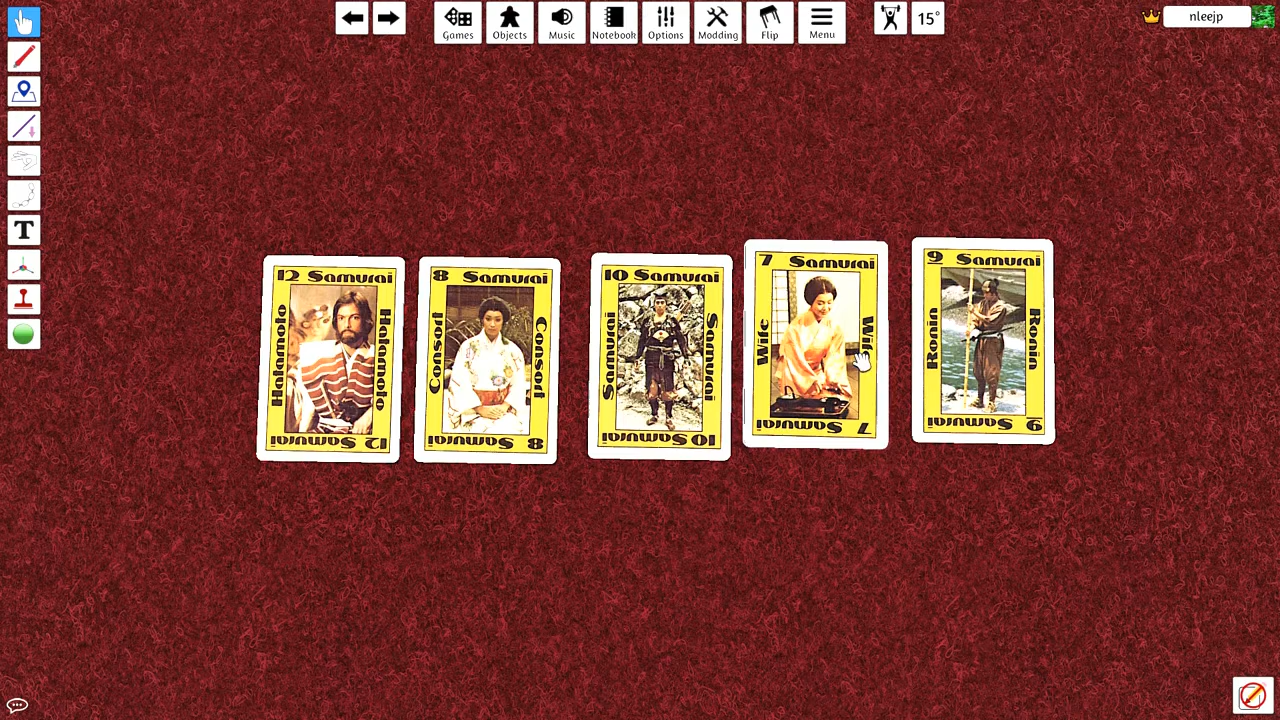 Games
Objects
Music
Notebook
Options
Modding
Flip
Menu
15°
nleejp
T
12 Samurai
Hatamoto
Hatamoto
12 Samurai
8 Samurai
Consort
Consort
8 Samurai
10 Samurai
Samurai
Samurai
10 Samurai
7 Samurai
Wife
Wife
7 Samurai
9 Samurai
Ronin
Ronin
9 Samurai